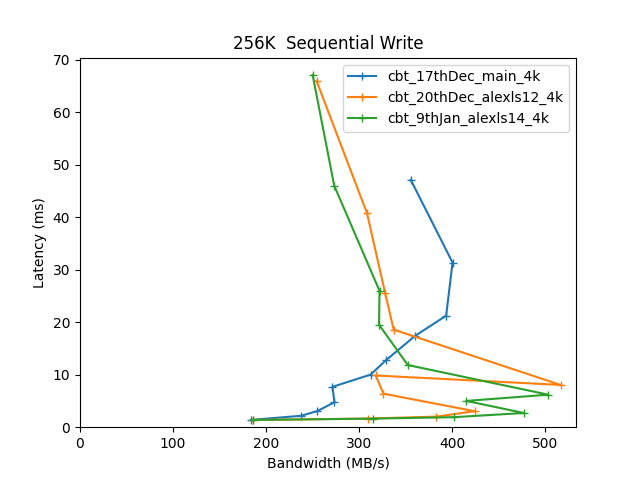 256K  Sequential Write
70
60
50
40
30
20
10
0
Latency (ms)
cbt_17thDec_main_4k
cbt_20thDec_alexls12_4k
cbt_9thJan_alexls14_4k
0 100 200 300 400 500
Bandwidth (MB/s)